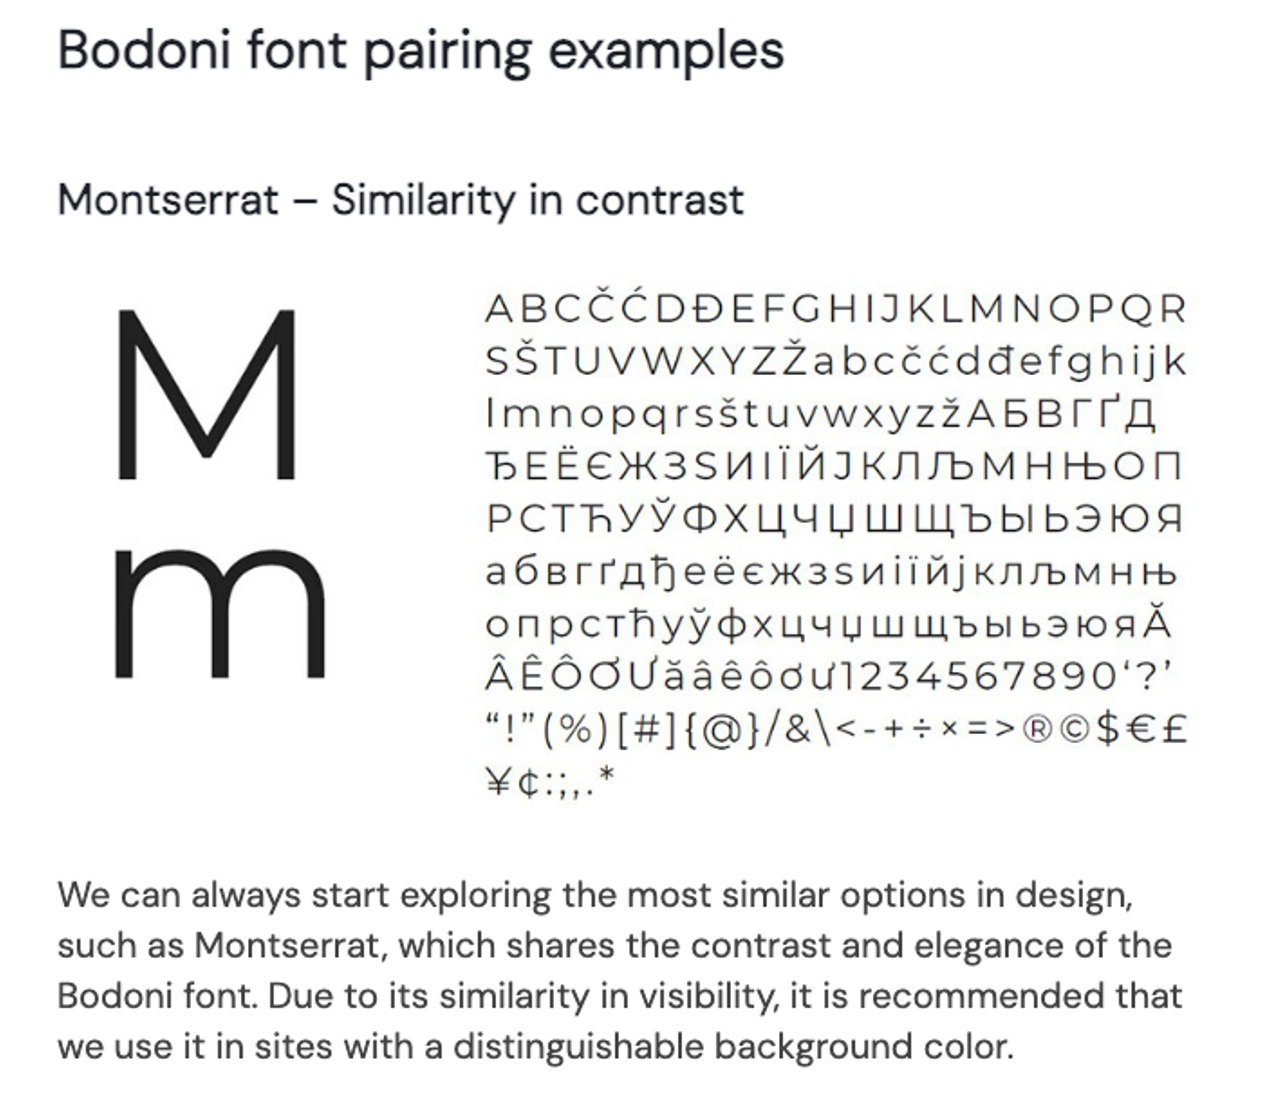 Bodoni font pairing examples
Montserrat – Similarity in contrast
M
m
ABCČĆDĐEFGHIJKLMNOPQR
SŠTUVWXYZŽabcčćdđefghijk
lmnopqrsštuvwxyzžАБВГҐД
ЂЕЁЄЖЗЅИІЇЙЈКЛЉМНЊОП
РСТЋУЎФХЦЧЏШЩЪЫЬЭЮЯ
абвгґдђеёєжзѕиіїйјклљмнњ
опрстћуўфхцчџшщъыьэюяĂ
ÂÊÔƠƯăâêôơư1234567890‘?’
“!”(%)[#]{@}/&\<-+÷×=>®©$€£
¥¢:;,.*
We can always start exploring the most similar options in design,
such as Montserrat, which shares the contrast and elegance of the
Bodoni font. Due to its similarity in visibility, it is recommended that
we use it in sites with a distinguishable background color.